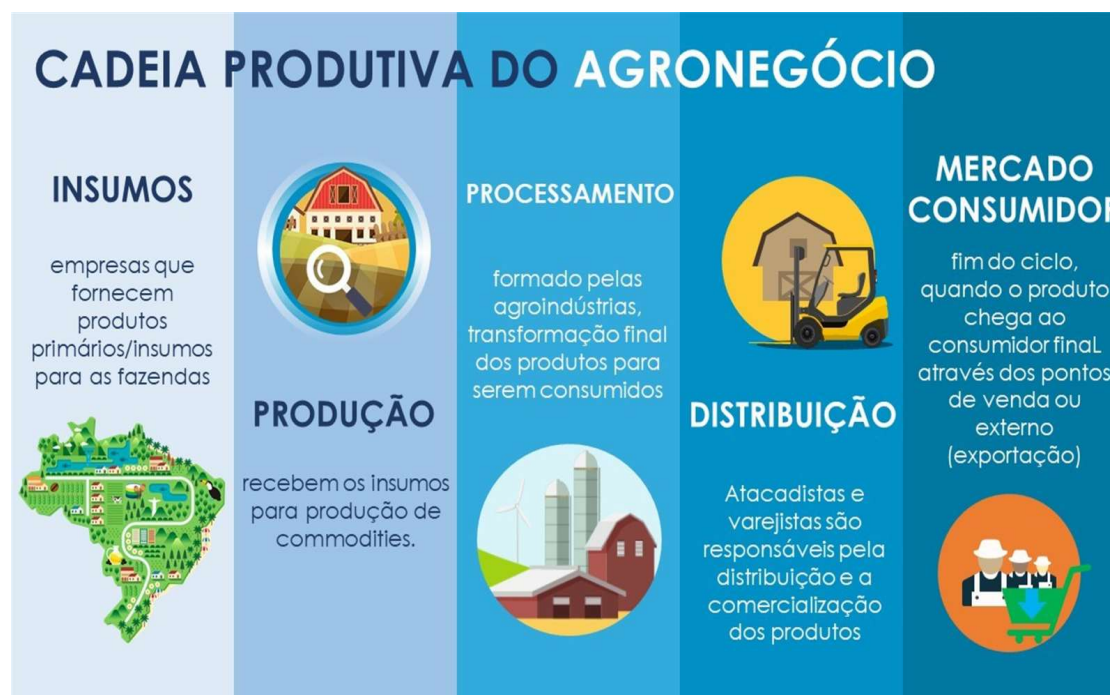 CADEIA PRODUTIVA DO AGRONEGÓCIO
INSUMOS
empresas que
fornecem
produtos
primários/insumos
para as fazendas
PRODUÇÃO
recebem os insumos
para produção de
commodities.
PROCESSAMENTO
formado pelas
agroindústrias,
transformação final
dos produtos para
serem consumidos
DISTRIBUIÇÃO
Atacadistas e
varejistas são
responsáveis pela
distribuição e a
comercialização
dos produtos
MERCADO
CONSUMIDOR
fim do ciclo,
quando o produto
chega ao
consumidor finaL
através dos pontos
de venda ou
externo
(exportação)